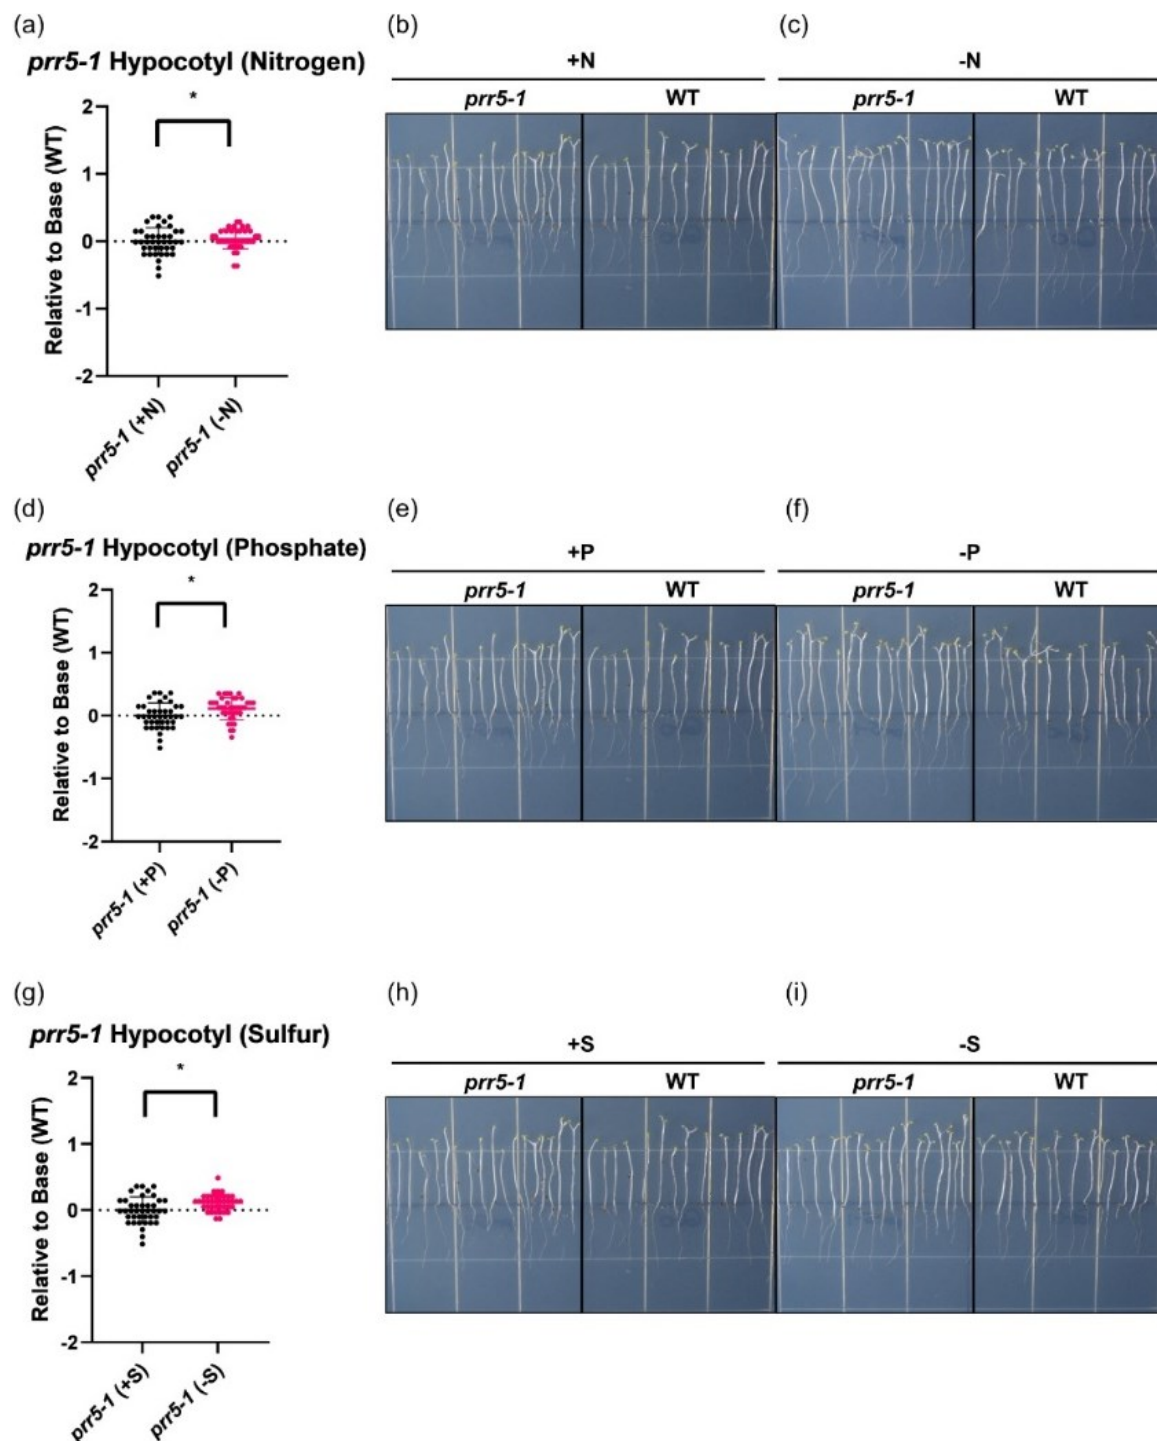 (a)
prr5-1 Hypocotyl (Nitrogen)
*
2
1
0
-1
-2
Relative to Base (WT)
prr5-1 (+N)
prr5-1 (-N)
(b)
+N
prr5-1
WT
(c)
-N
prr5-1
WT
(d)
prr5-1 Hypocotyl (Phosphate)
*
2
1
0
-1
-2
Relative to Base (WT)
prr5-1 (+P)
prr5-1 (-P)
(e)
+P
prr5-1
WT
(f)
-P
prr5-1
WT
(g)
prr5-1 Hypocotyl (Sulfur)
*
2
1
0
-1
-2
Relative to Base (WT)
prr5-1 (+S)
prr5-1 (-S)
(h)
+S
prr5-1
WT
(i)
-S
prr5-1
WT